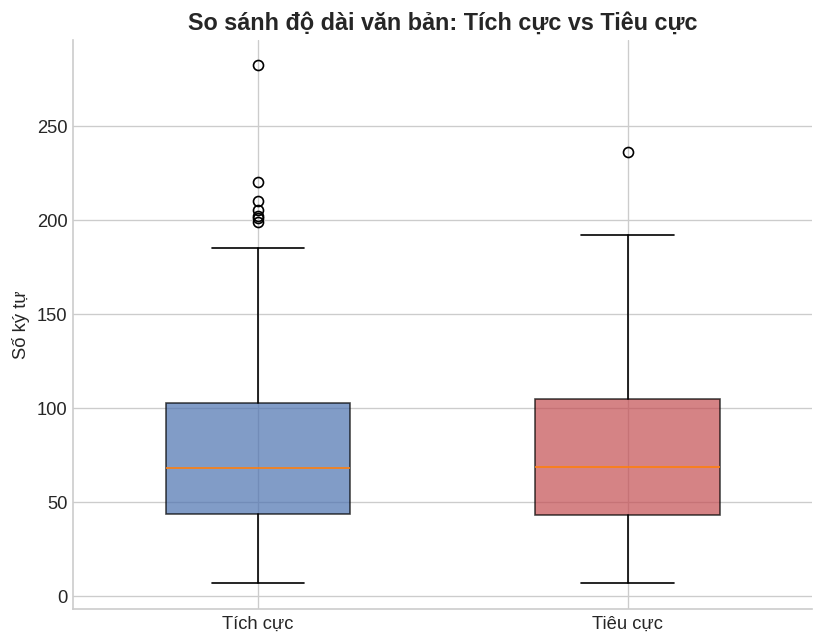 So sánh độ dài văn bản: Tích cực vs Tiêu cực
Số ký tự
250
200
150
100
50
0
Tích cực
Tiêu cực